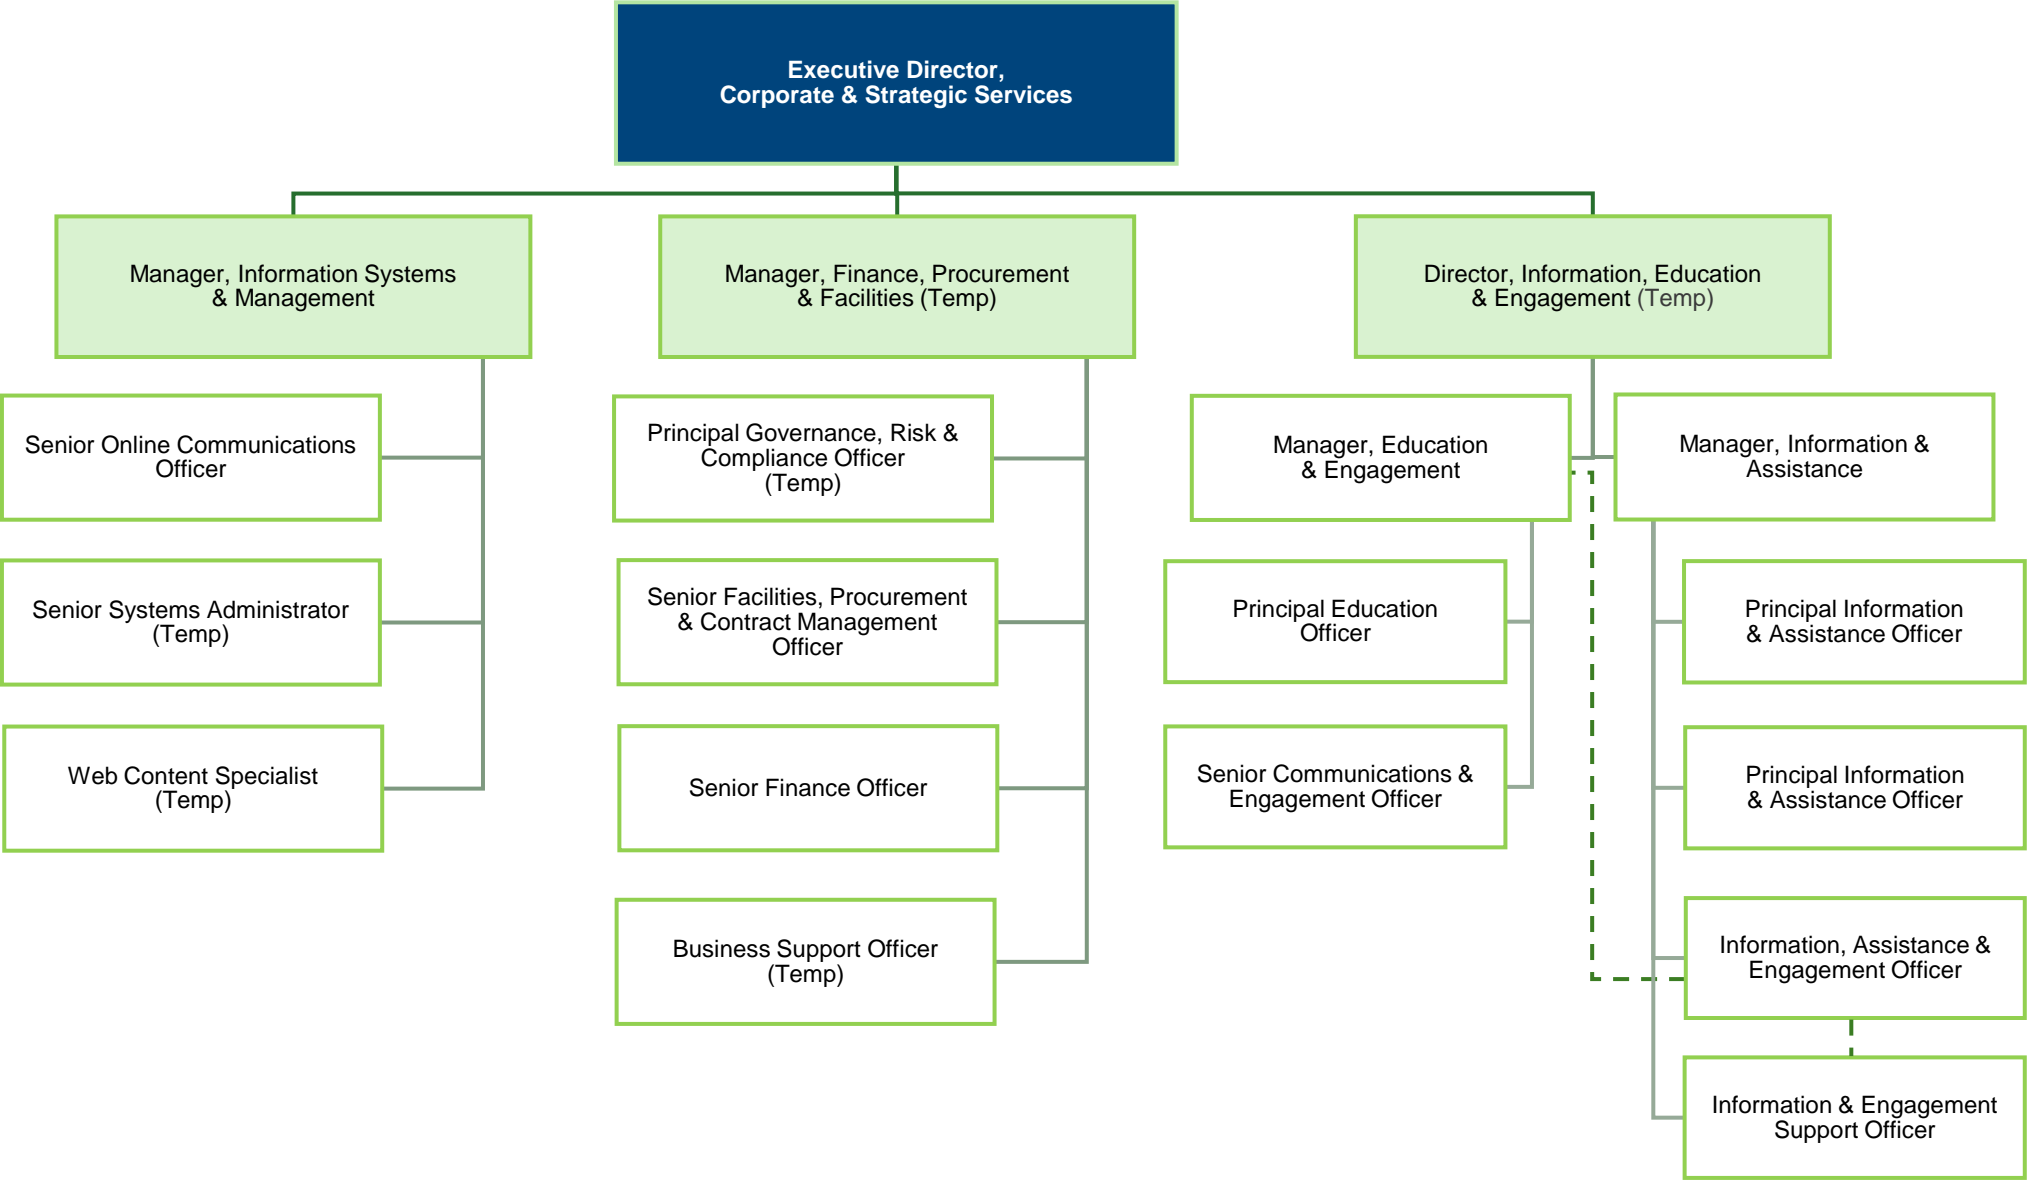 Executive Director,
Corporate & Strategic Services
Manager, Information Systems
& Management
Manager, Finance, Procurement
& Facilities (Temp)
Director, Information, Education
& Engagement (Temp)
Senior Online Communications
Officer
Senior Systems Administrator
(Temp)
Web Content Specialist
(Temp)
Principal Governance, Risk &
Compliance Officer
(Temp)
Senior Facilities, Procurement
& Contract Management
Officer
Senior Finance Officer
Business Support Officer
(Temp)
Manager, Education
& Engagement
Principal Education
Officer
Senior Communications &
Engagement Officer
Manager, Information &
Assistance
Principal Information
& Assistance Officer
Principal Information
& Assistance Officer
Information, Assistance &
Engagement Officer
Information & Engagement
Support Officer